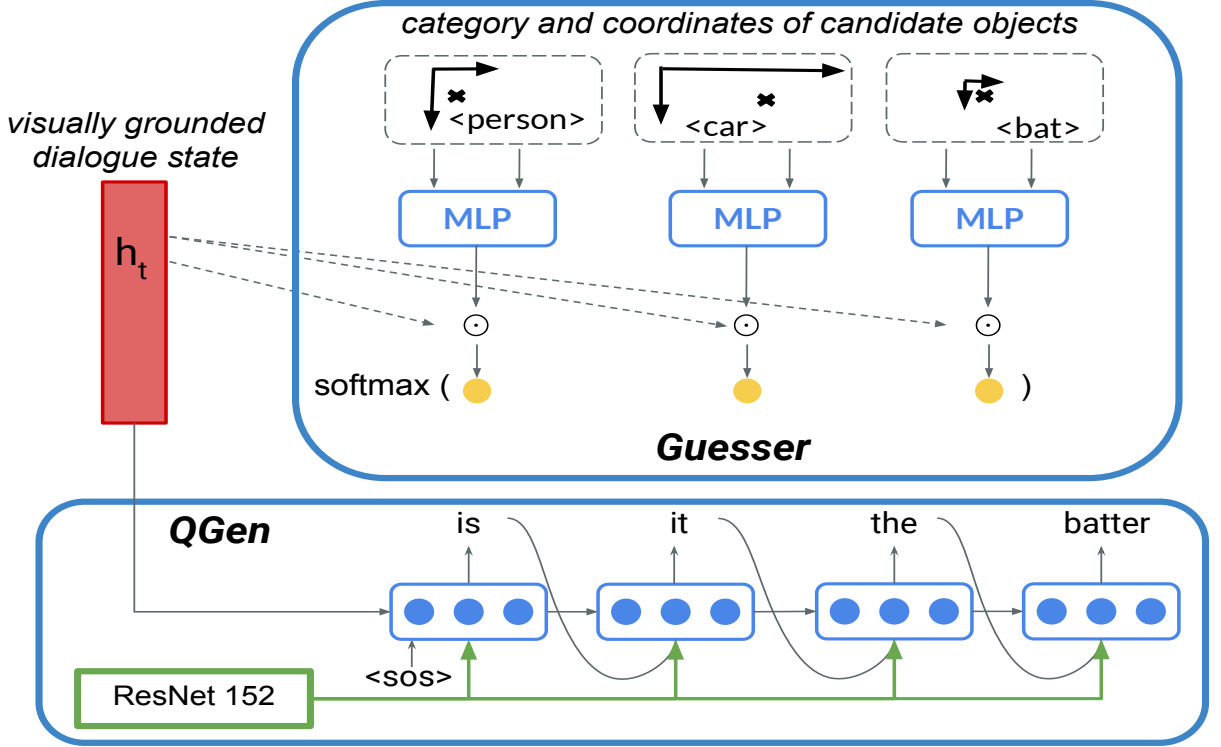 category and coordinates of candidate objects
<person>
<car>
<bat>
visually grounded
dialogue state
MLP
MLP
MLP
h_t
softmax (
)
Guesser
QGen
is
it
the
batter
<sos>
ResNet 152